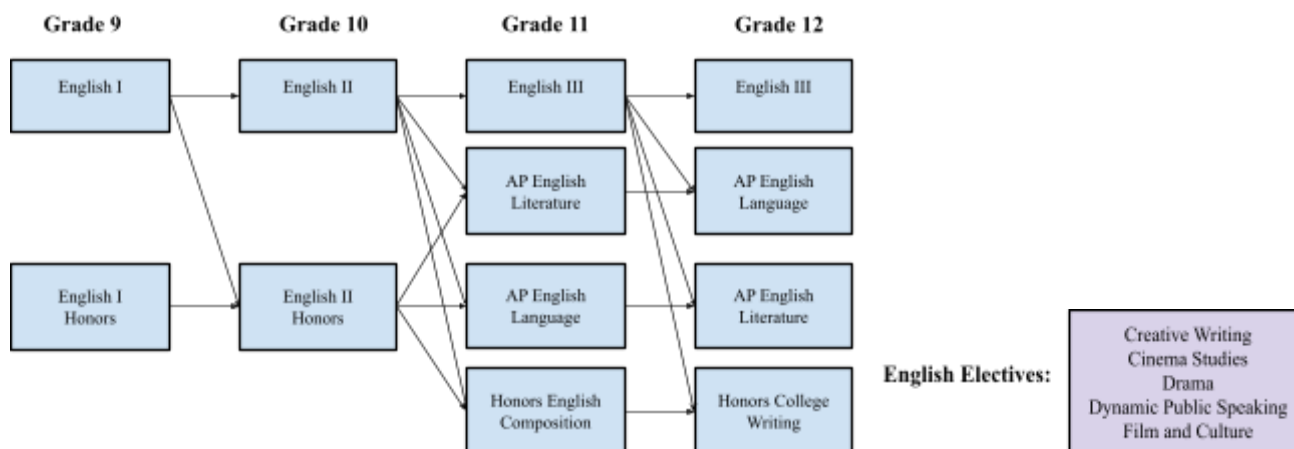 Grade 9
Grade 10
Grade 11
Grade 12
English I
English II
English III
English III
AP English
Literature
AP English
Language
English I
Honors
English II
Honors
AP English
Language
AP English
Literature
Honors English
Composition
Honors College
Writing
English Electives:
Creative Writing
Cinema Studies
Drama
Dynamic Public Speaking
Film and Culture